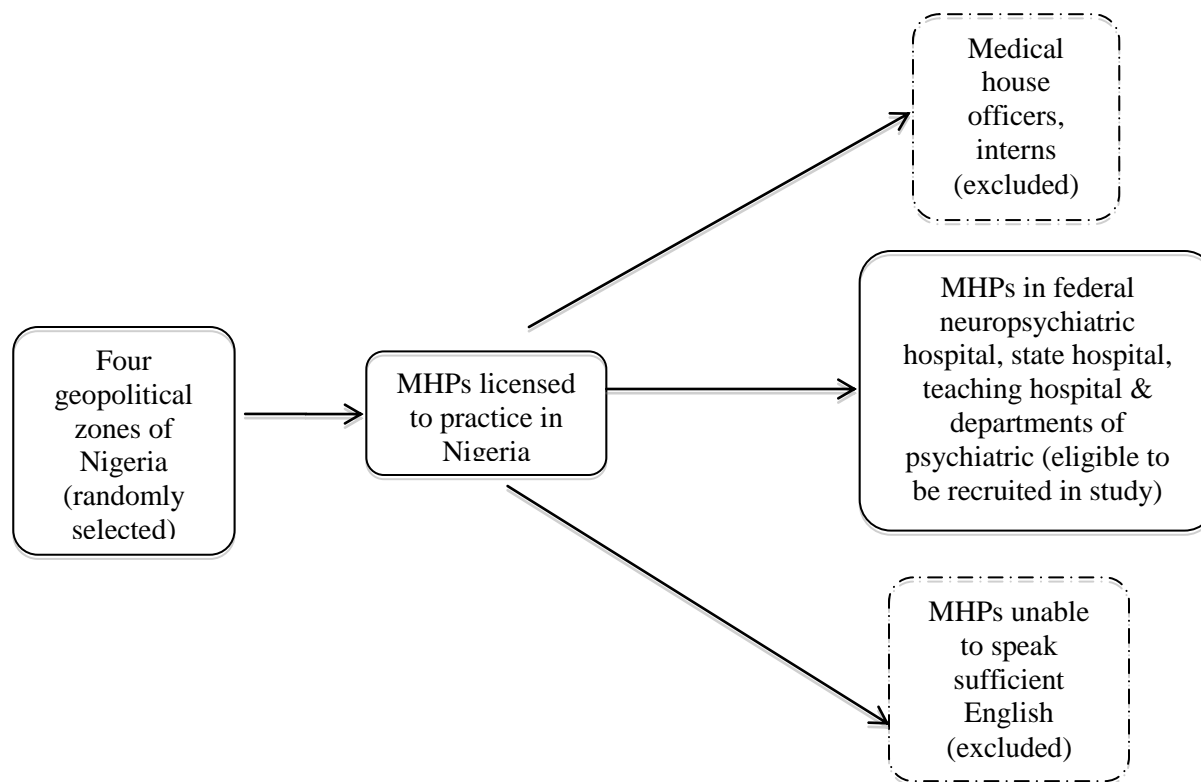 Four
geopolitical
zones of
Nigeria
(randomly
selected)
MHPs licensed
to practice in
Nigeria
Medical
house
officers,
interns
(excluded)
MHPs in federal
neuropsychiatric
hospital, state hospital,
teaching hospital &
departments of
psychiatric (eligible to
be recruited in study)
MHPs unable
to speak
sufficient
English
(excluded)